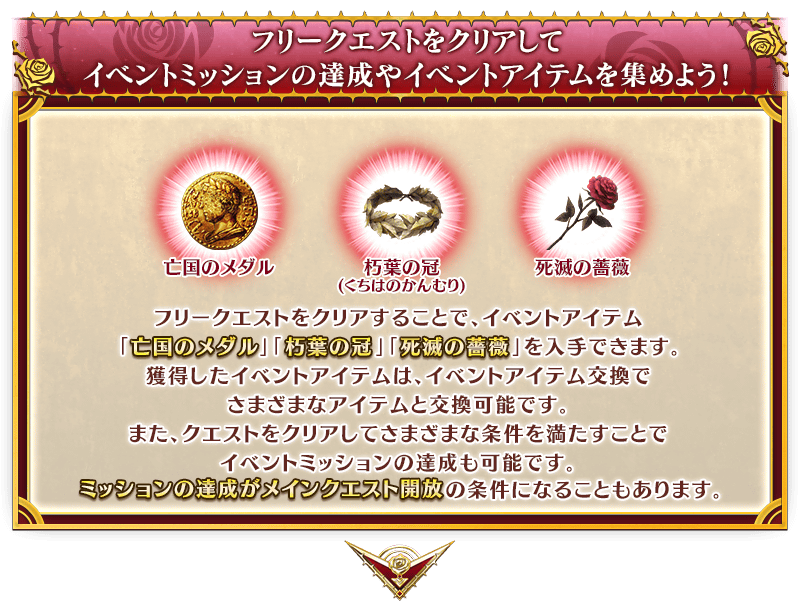 フリークエストをクリアして
イベントミッションの達成やイベントアイテムを集めよう!
亡国のメダル
朽葉の冠
(くちはのかんむり)
死滅の薔薇
フリークエストをクリアすることで、イベントアイテム
「亡国のメダル」「朽葉の冠」「死滅の薔薇」を入手できます。
獲得したイベントアイテムは、イベントアイテム交換で
さまざまなアイテムと交換可能です。
また、クエストをクリアしてさまざまな条件を満たすことで
イベントミッションの達成も可能です。
ミッションの達成がメインクエスト開放の条件になることもあります。